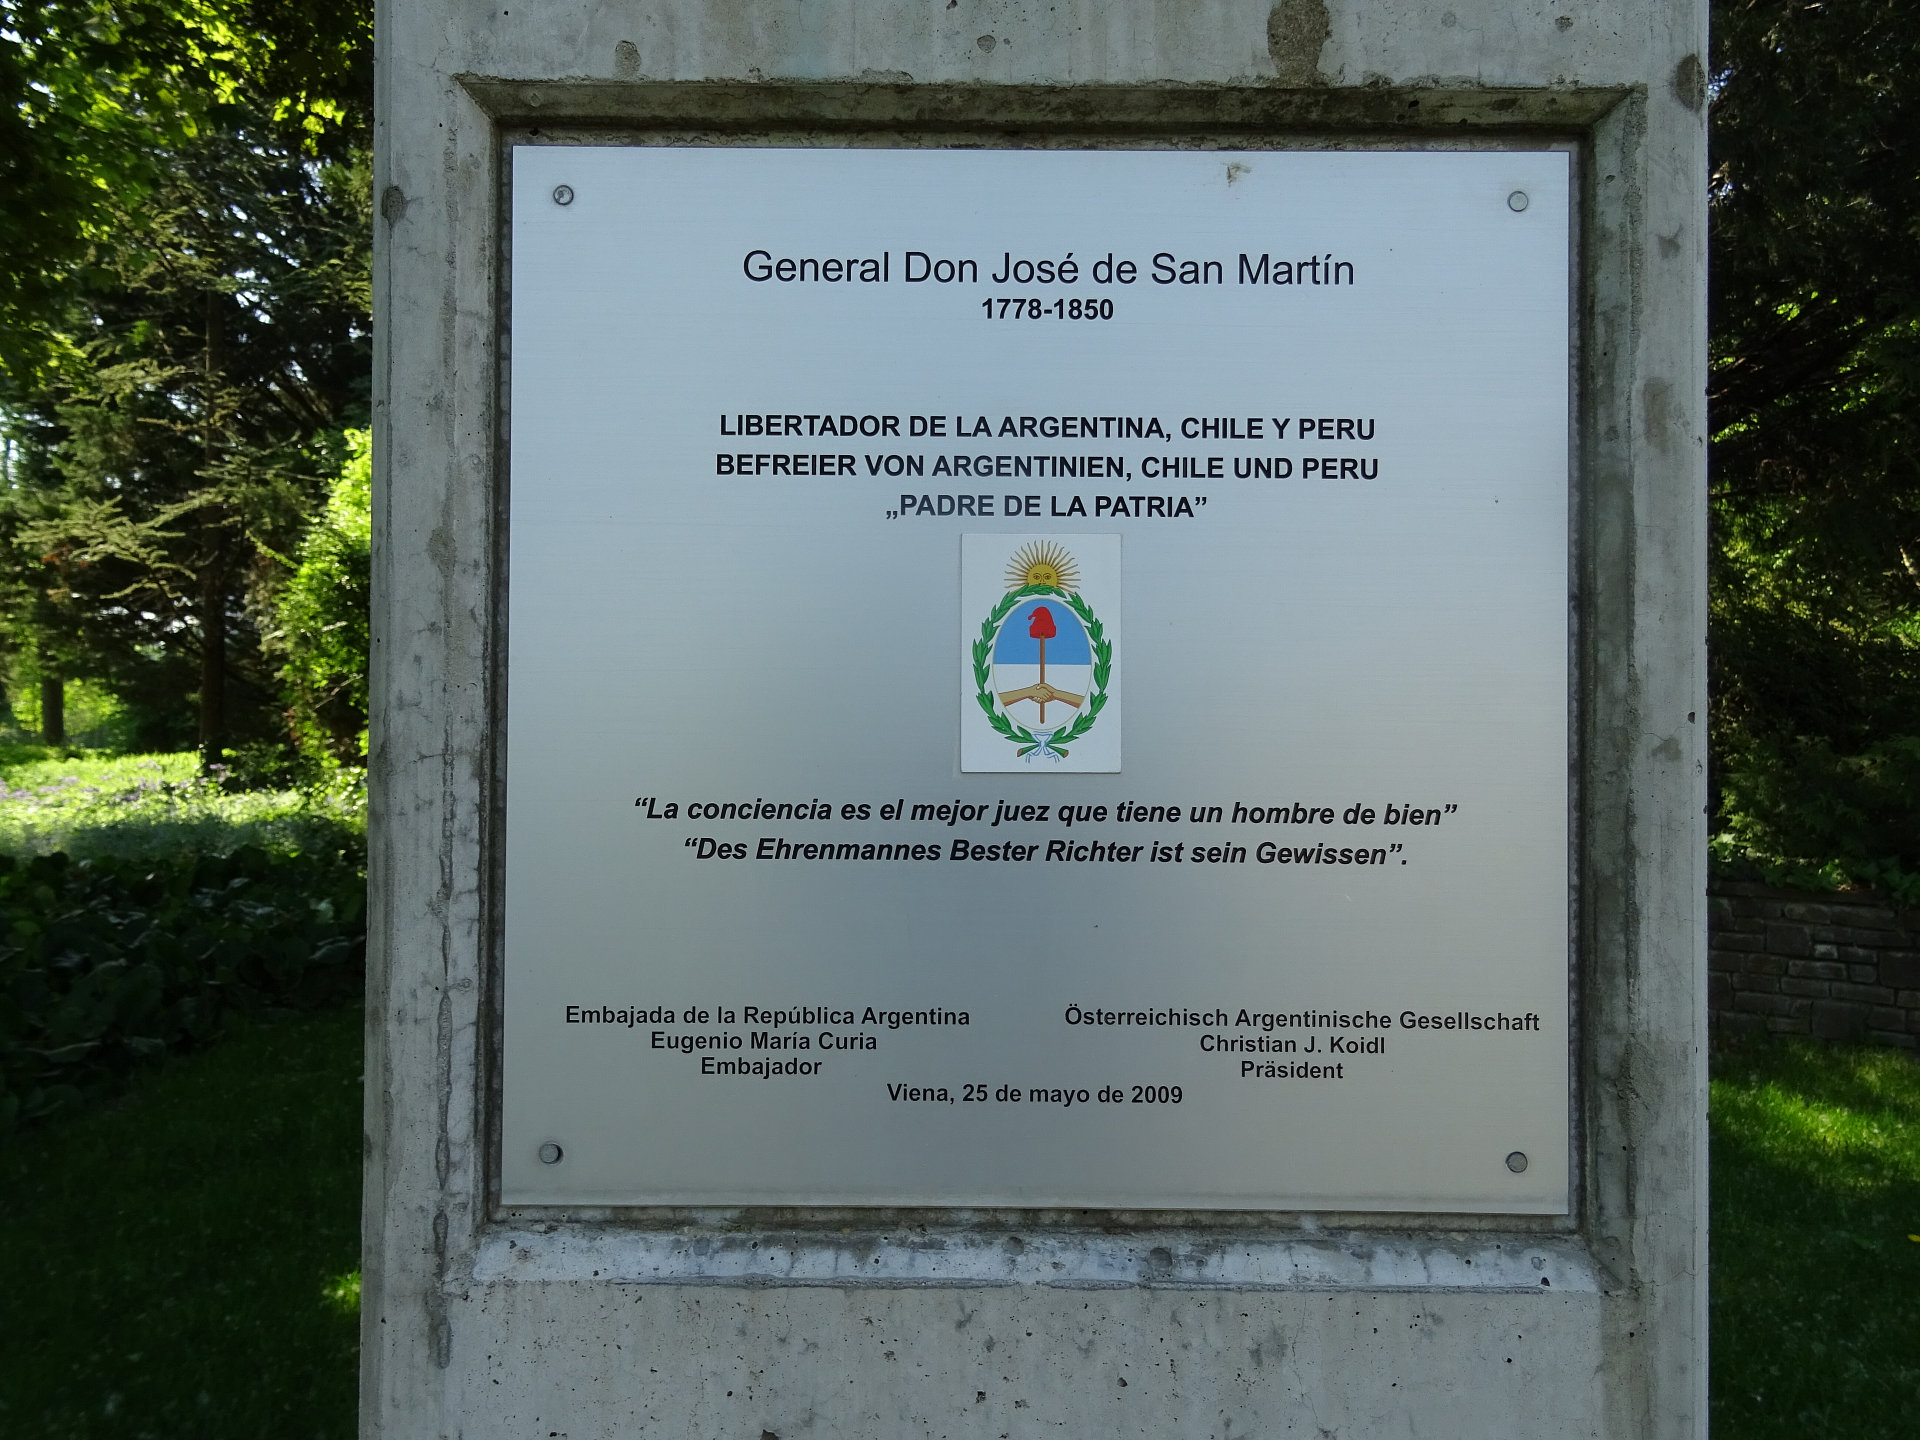 General Don José de San Martín
1778-1850
LIBERTADOR DE LA ARGENTINA, CHILE Y PERU
BEFREIER VON ARGENTINIEN, CHILE UND PERU
„PADRE DE LA PATRIA”
“La conciencia es el mejor juez que tiene un hombre de bien”
“Des Ehrenmannes Bester Richter ist sein Gewissen”.
Embajada de la República Argentina
Eugenio María Curia
Embajador
Österreichisch Argentinische Gesellschaft
Christian J. Koidl
Präsident
Viena, 25 de mayo de 2009